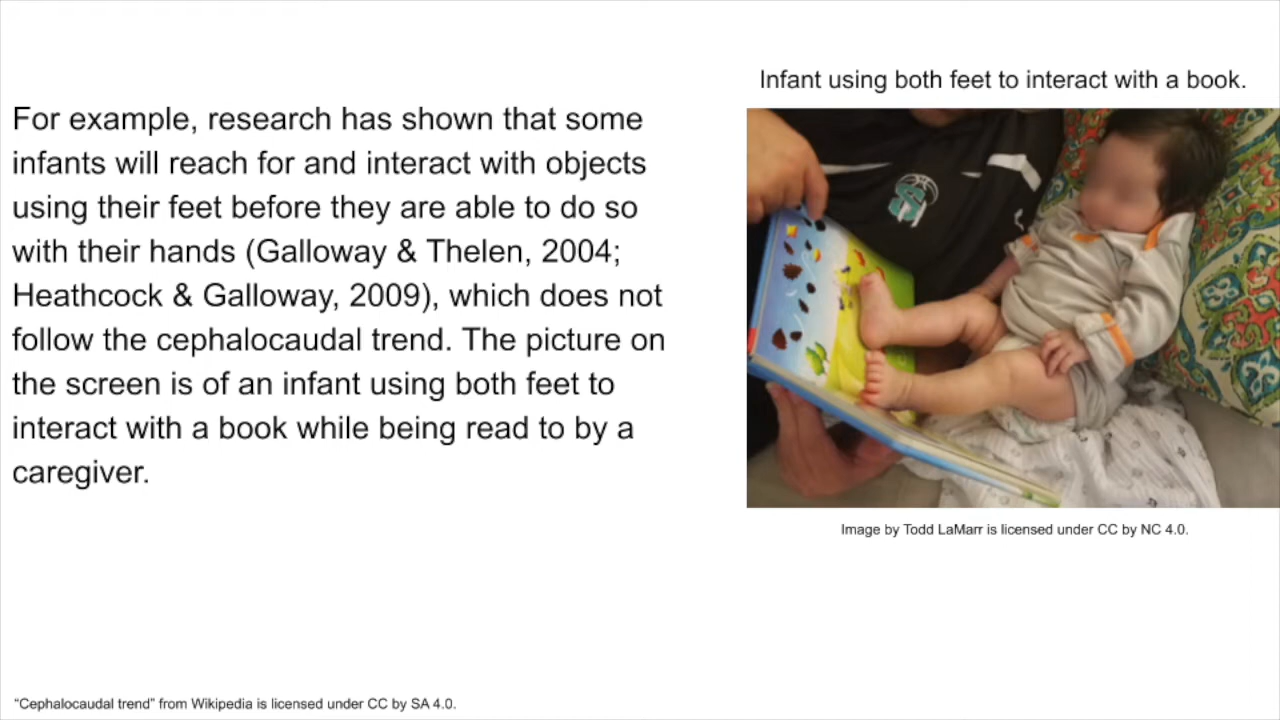 For example, research has shown that some
infants will reach for and interact with objects
using their feet before they are able to do so
with their hands (Galloway & Thelen, 2004;
Heathcock & Galloway, 2009), which does not
follow the cephalocaudal trend. The picture on
the screen is of an infant using both feet to
interact with a book while being read to by a
caregiver.
Infant using both feet to interact with a book.
Image by Todd LaMarr is licensed under CC by NC 4.0.
“Cephalocaudal trend” from Wikipedia is licensed under CC by SA 4.0.